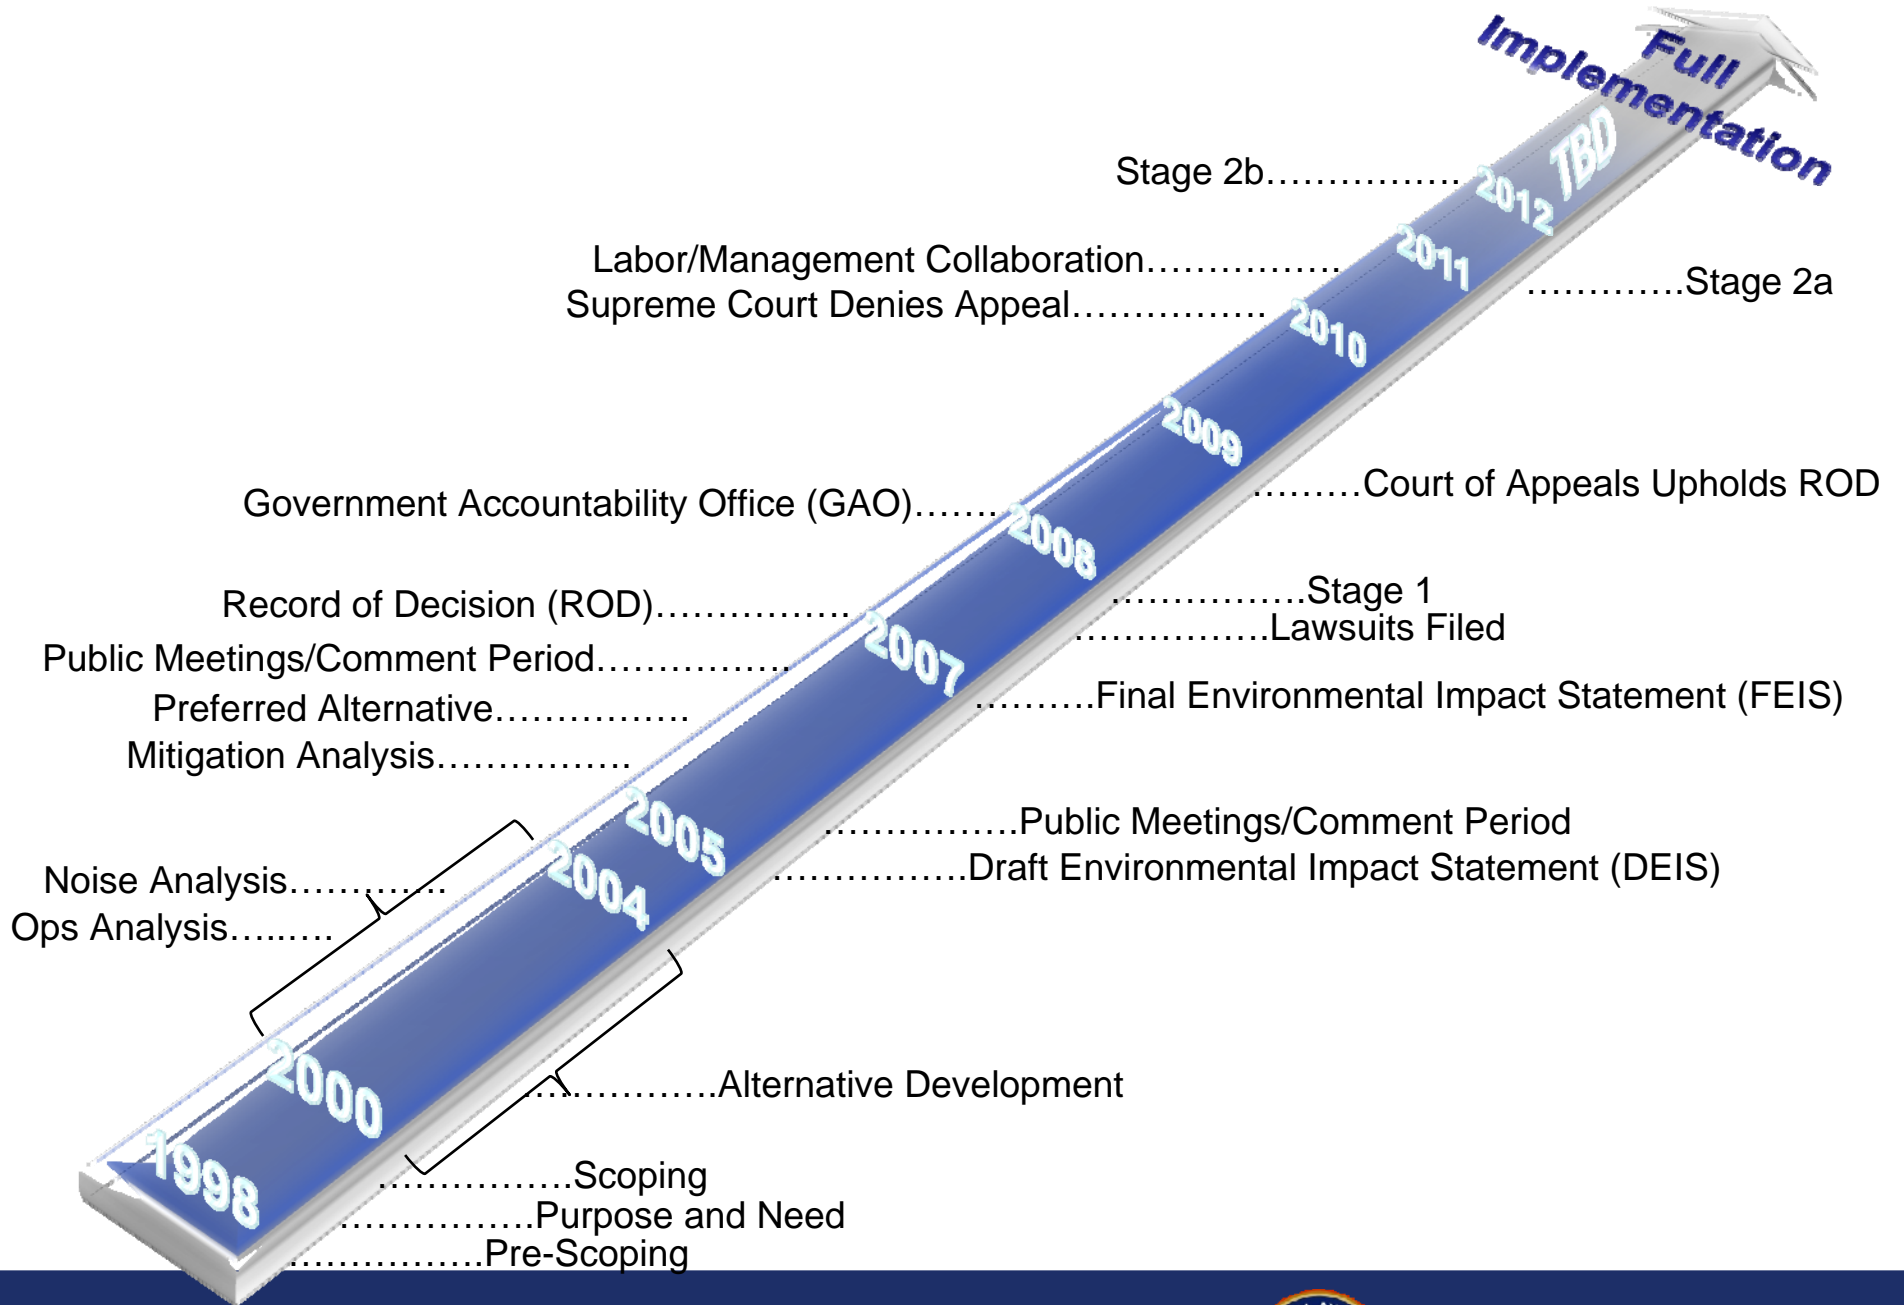 Full
Implementation
TBD
Stage 2b…………….
2012
Labor/Management Collaboration…………….
2011
………….Stage 2a
Supreme Court Denies Appeal…………….
2010
2009
Government Accountability Office (GAO)…….
………Court of Appeals Upholds ROD
2008
Record of Decision (ROD)…………….
…………….Stage 1
…………….Lawsuits Filed
2007
Public Meetings/Comment Period…………….
……….Final Environmental Impact Statement (FEIS)
Preferred Alternative…………….
Mitigation Analysis…………….
2005
…………….Public Meetings/Comment Period
2004
…………….Draft Environmental Impact Statement (DEIS)
Noise Analysis………….
Ops Analysis…..….
2000
…………….Alternative Development
1998
…………….Scoping
…………….Purpose and Need
…………….Pre-Scoping